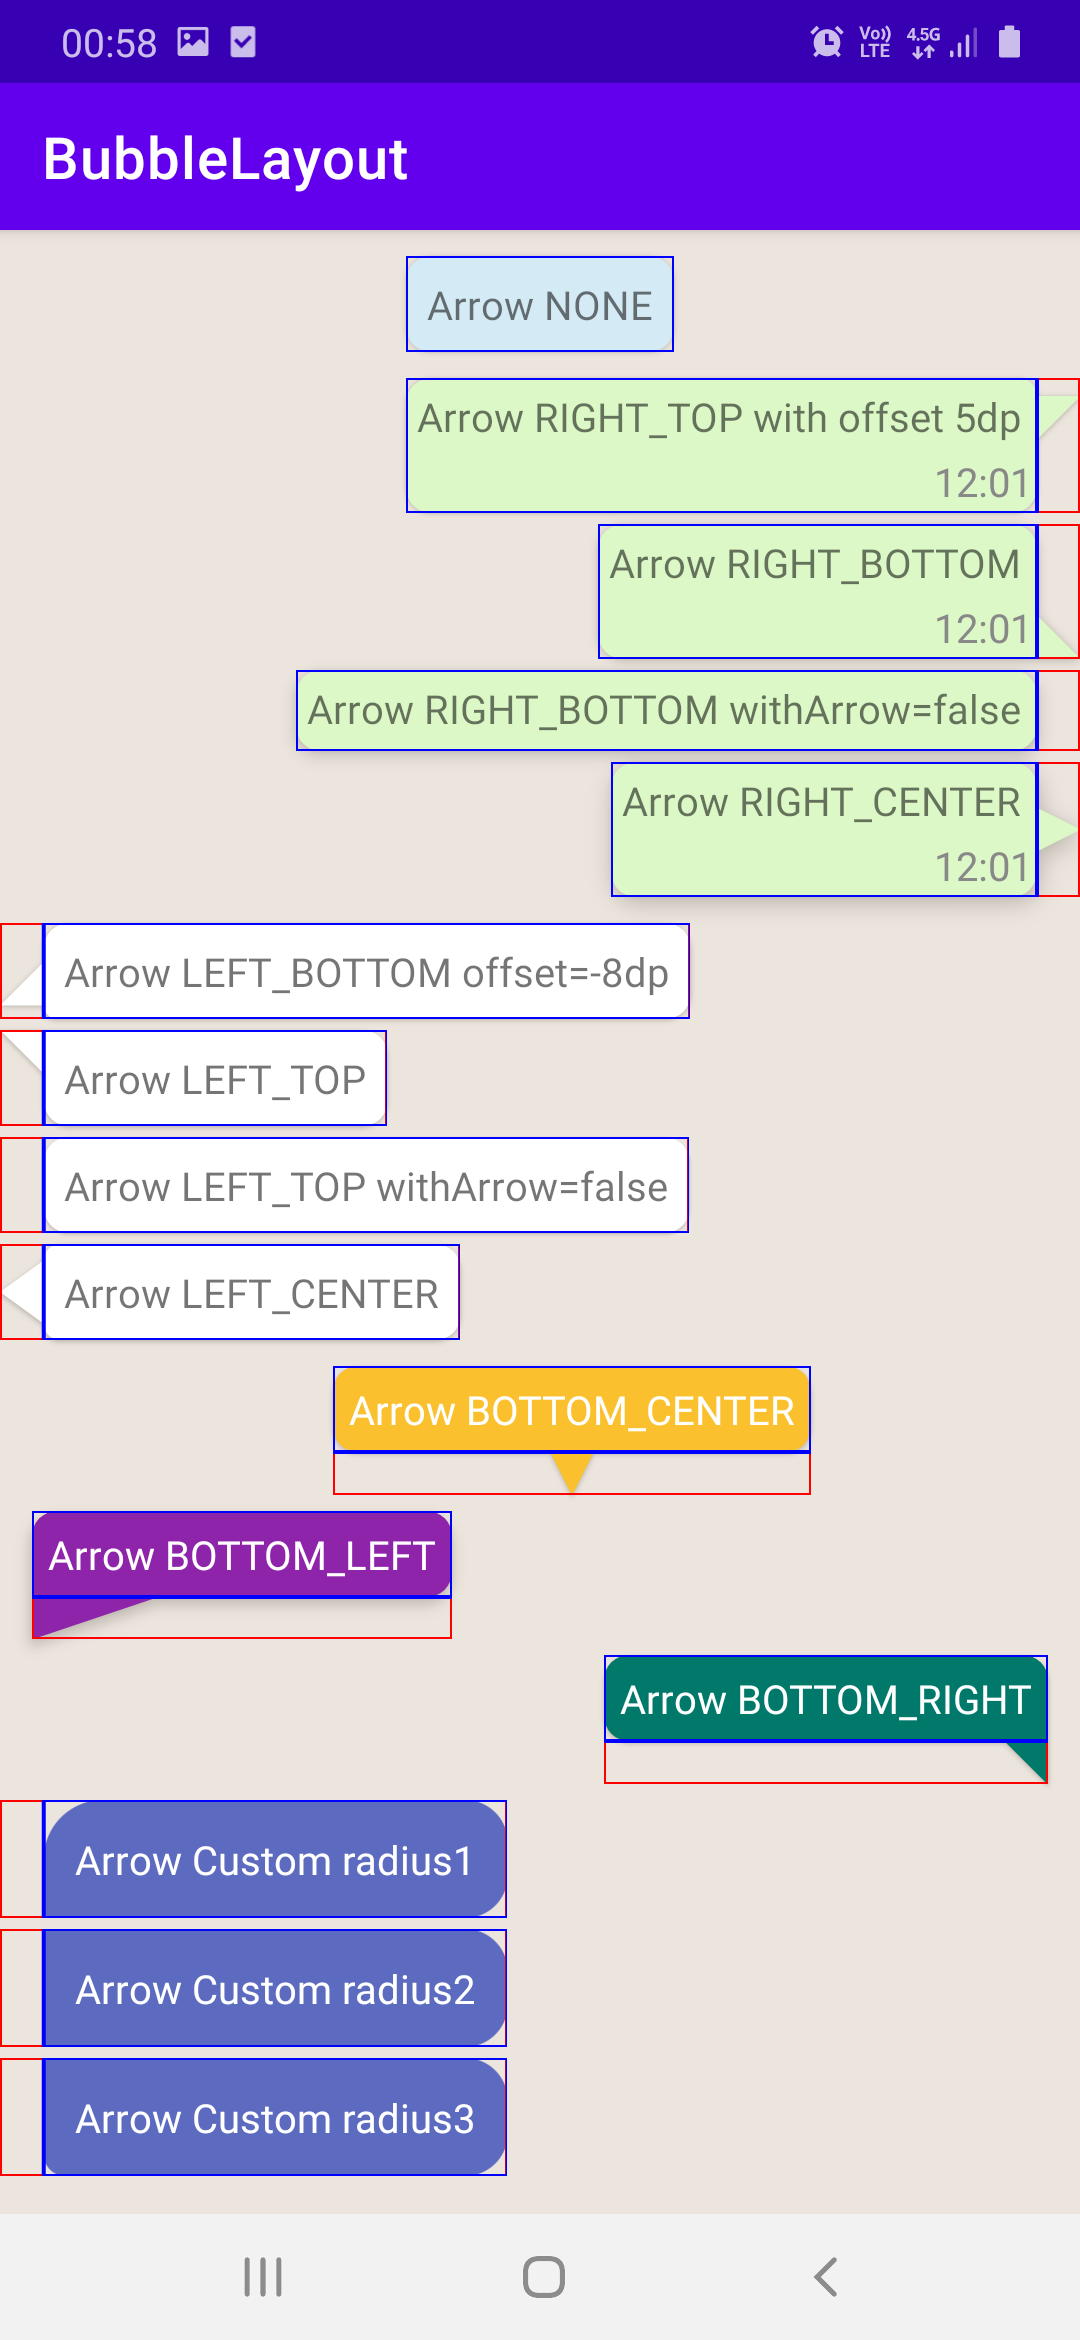 00:58
Vo)) LTE 4.5G
BubbleLayout
Arrow NONE
Arrow RIGHT_TOP with offset 5dp
12:01
Arrow RIGHT_BOTTOM
12:01
Arrow RIGHT_BOTTOM withArrow=false
Arrow RIGHT_CENTER
12:01
Arrow LEFT_BOTTOM offset=-8dp
Arrow LEFT_TOP
Arrow LEFT_TOP withArrow=false
Arrow LEFT_CENTER
Arrow BOTTOM_CENTER
Arrow BOTTOM_LEFT
Arrow BOTTOM_RIGHT
Arrow Custom radius1
Arrow Custom radius2
Arrow Custom radius3